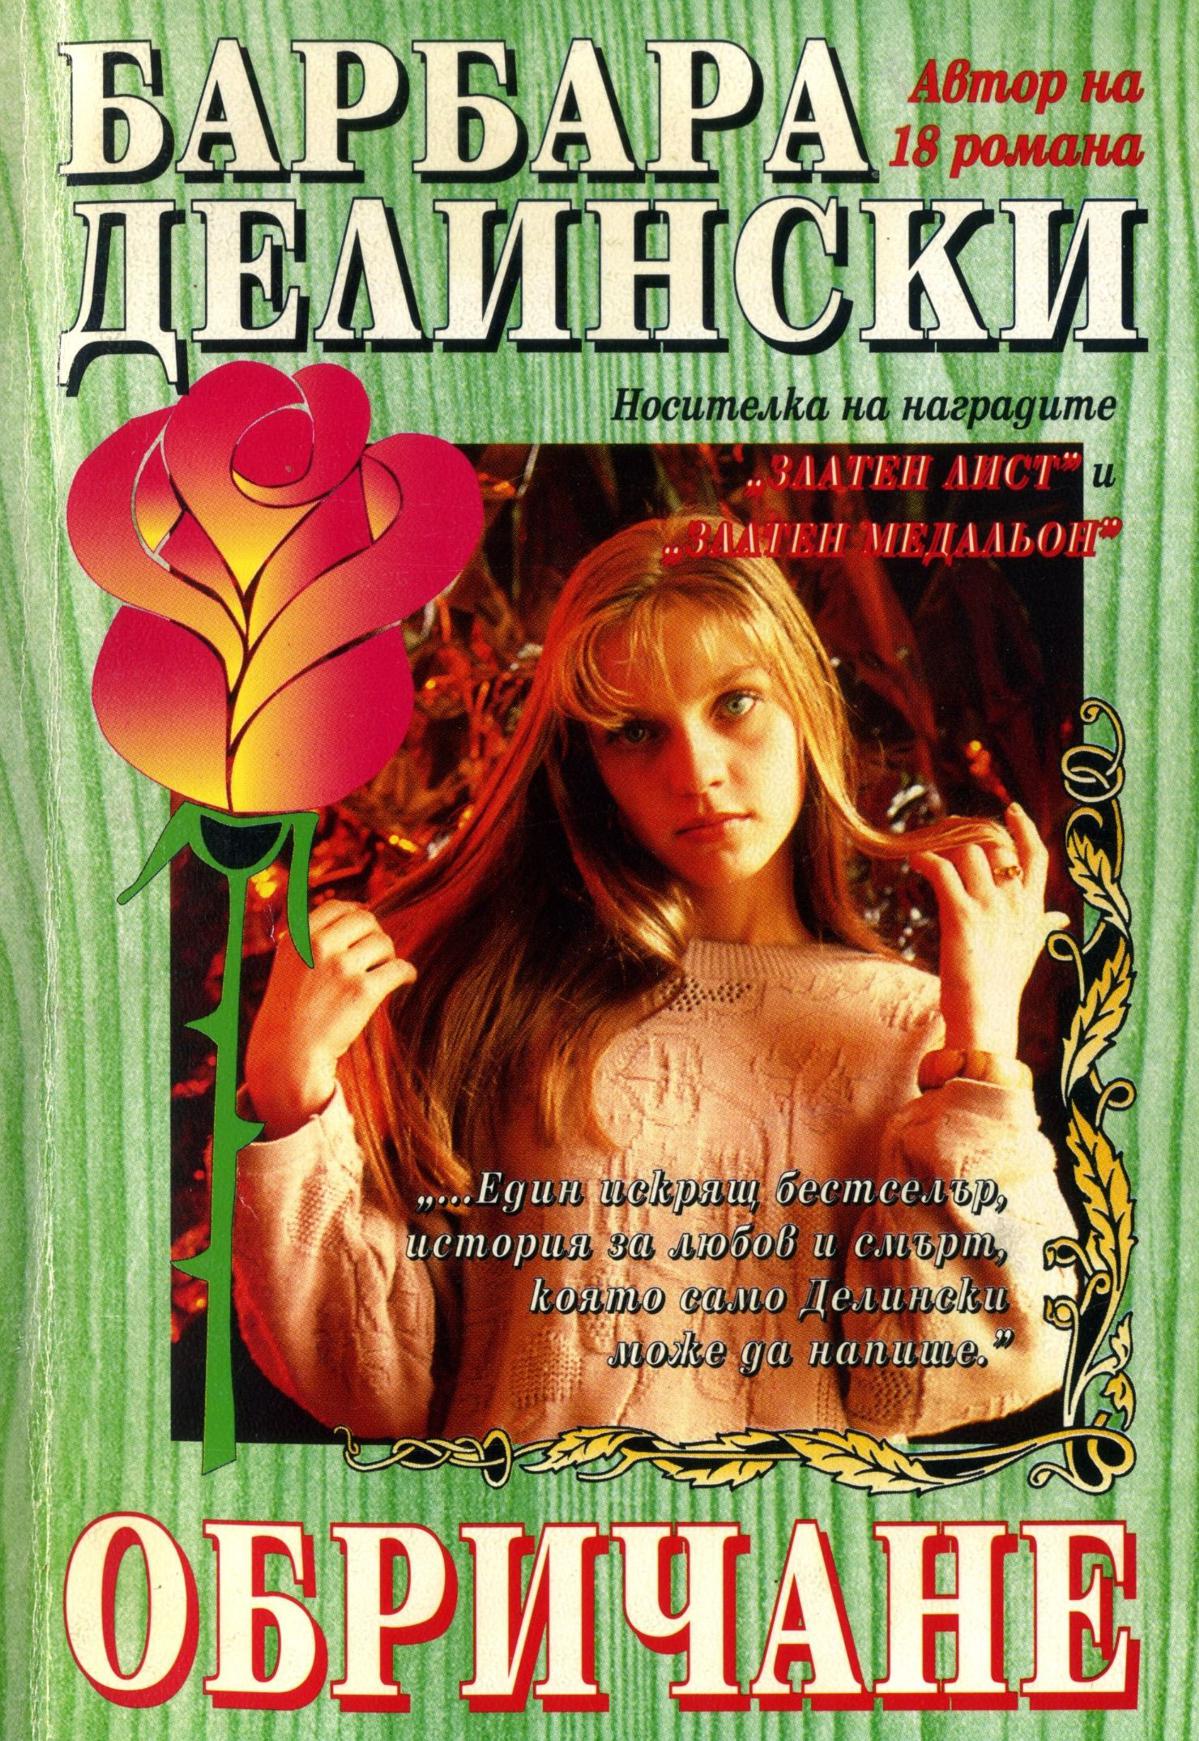 БАРБАРА
Автор на
18 романа
ДЕЛИНСКИ
Носителка на наградите
„ЗЛАТЕН ЛИСТ” и
„ЗЛАТЕН МЕДАЛЬОН”
„...Един искрящ бестселър,
история за любов и смърт,
която само Делински
може да напише.”
ОБРИЧАНЕ